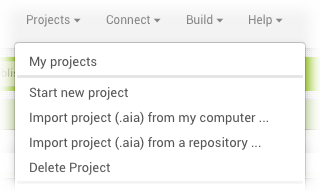 Projects Connect Build Help
My projects
Start new project
Import project (.aia) from my computer ...
Import project (.aia) from a repository ...
Delete Project